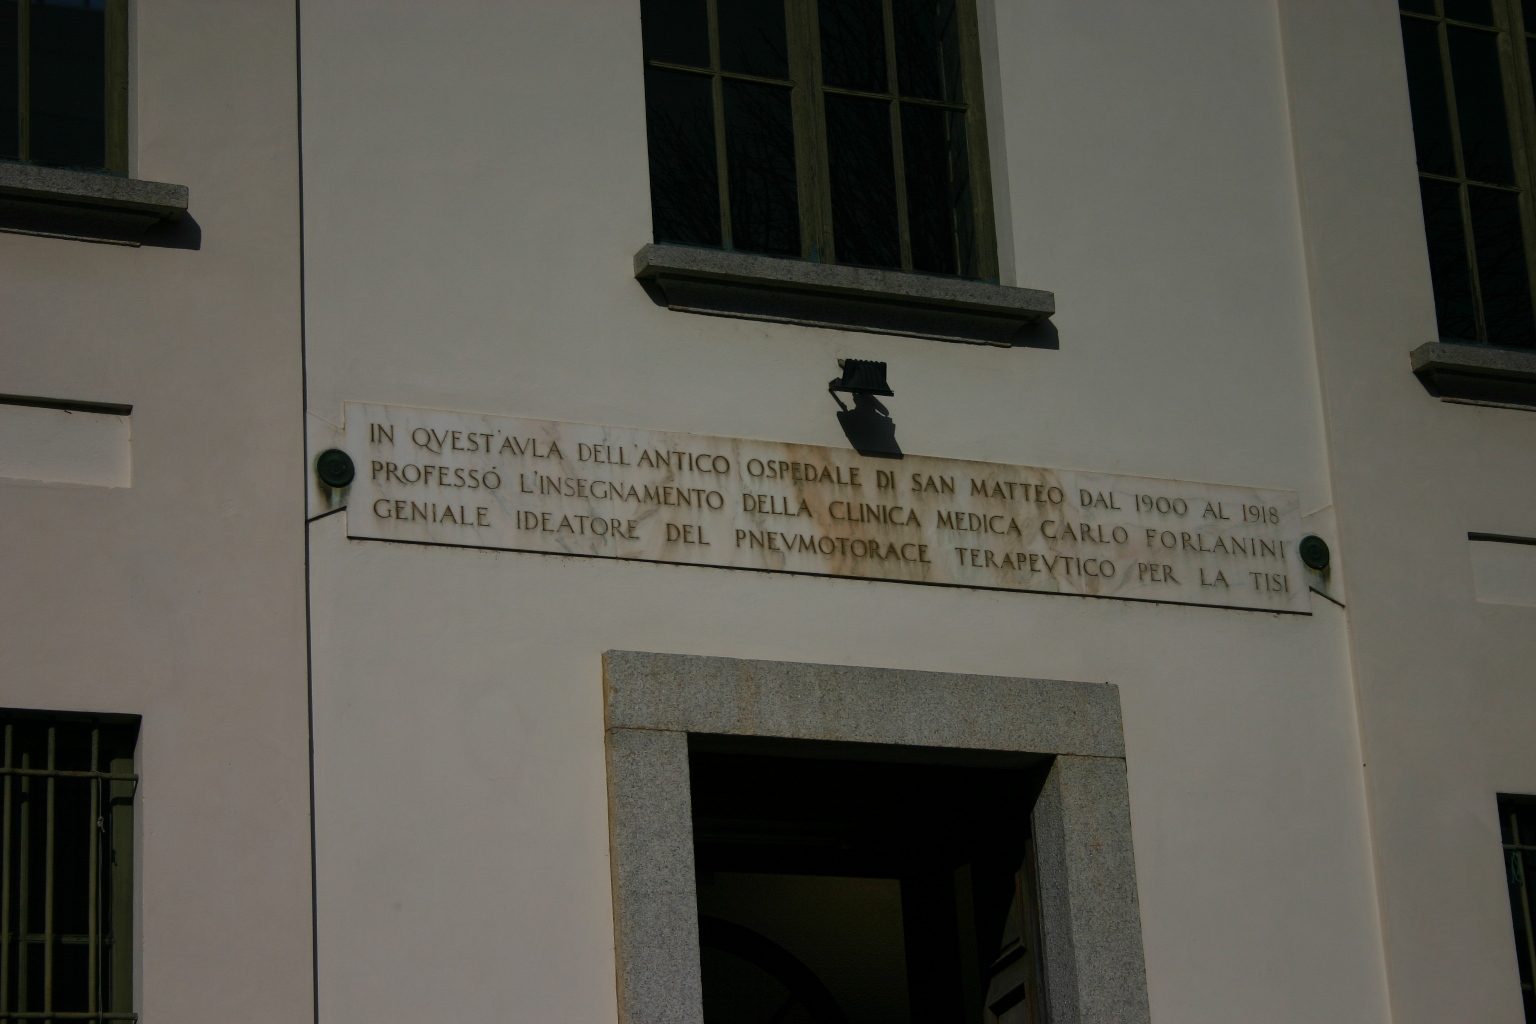 IN QVEST'AVLA DELL'ANTICO OSPEDALE DI SAN MATTEO DAL 1900 AL 1918
PROFESSÓ L'INSEGNAMENTO DELLA CLINICA MEDICA CARLO FORLANINI
GENIALE IDEATORE DEL PNEVMOTORACE TERAPEVTICO PER LA TISI